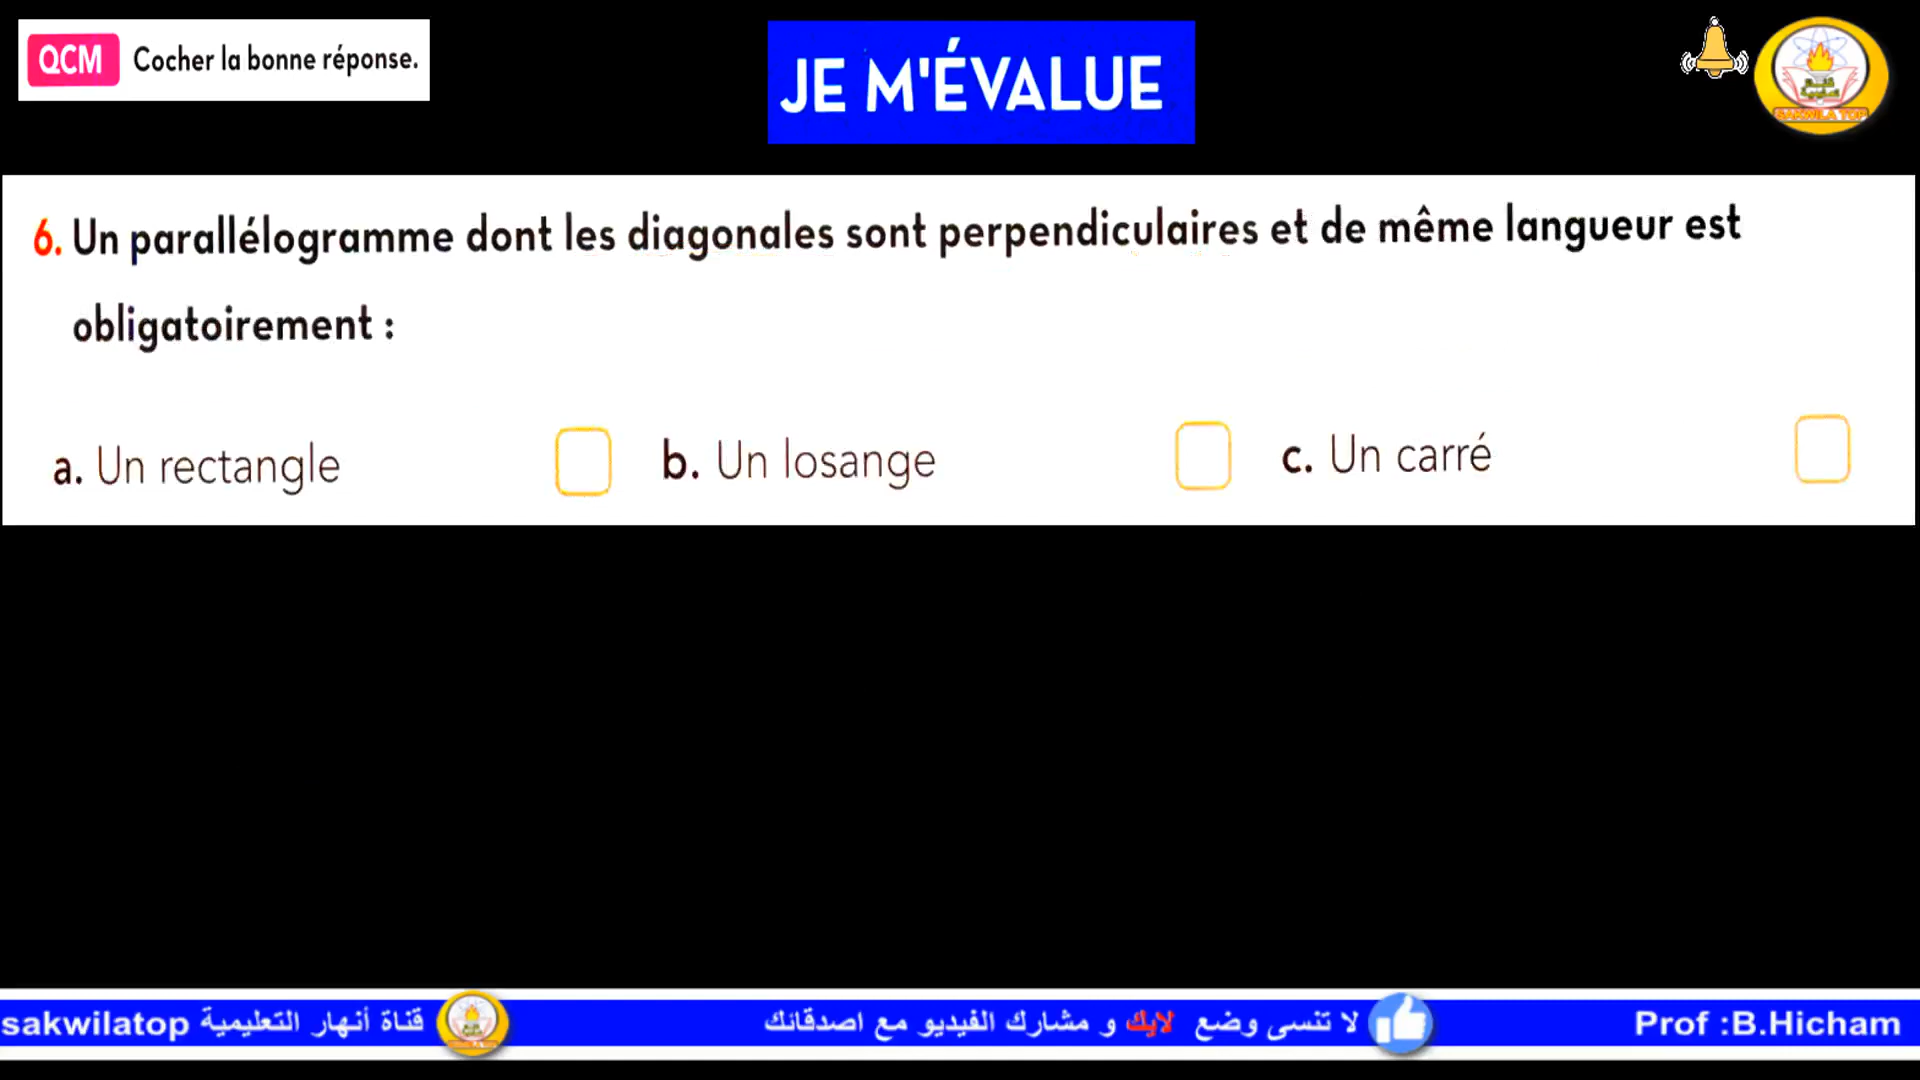 QCM Cocher la bonne réponse.
JE M'ÉVALUE
SAKWILA TOP
6. Un parallélogramme dont les diagonales sont perpendiculaires et de même langueur est
obligatoirement :
a. Un rectangle b. Un losange c. Un carré
sakwilatop قناة أنهار التعليمية لا تنسى وضع لايك و مشارك الفيديو مع اصدقائك Prof :B.Hicham